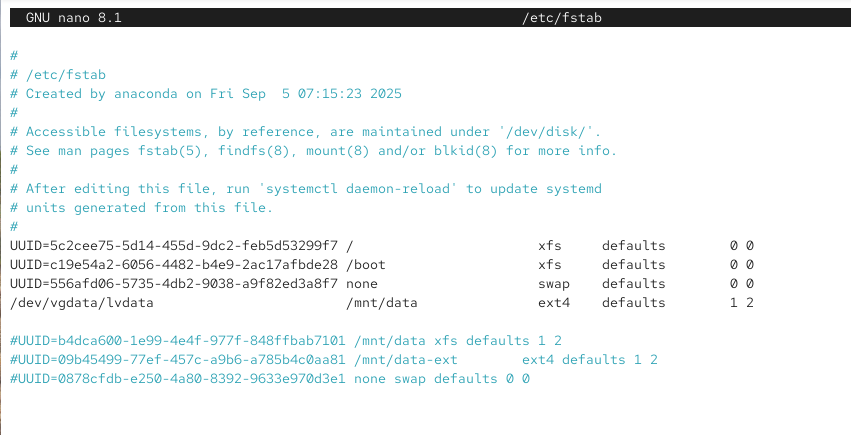 GNU nano 8.1 /etc/fstab
#
# /etc/fstab
# Created by anaconda on Fri Sep  5 07:15:23 2025
#
# Accessible filesystems, by reference, are maintained under '/dev/disk/'.
# See man pages fstab(5), findfs(8), mount(8) and/or blkid(8) for more info.
#
# After editing this file, run 'systemctl daemon-reload' to update systemd
# units generated from this file.
#
UUID=5c2cee75-5d14-455d-9dc2-feb5d53299f7 /                       xfs     defaults        0 0
UUID=c19e54a2-6056-4482-b4e9-2ac17afbde28 /boot                   xfs     defaults        0 0
UUID=556afd06-5735-4db2-9038-a9f82ed3a8f7 none                    swap    defaults        0 0
/dev/vgdata/lvdata                        /mnt/data               ext4    defaults        1 2
#UUID=b4dca600-1e99-4e4f-977f-848ffbab7101 /mnt/data xfs defaults 1 2
#UUID=09b45499-77ef-457c-a9b6-a785b4c0aa81 /mnt/data-ext        ext4 defaults 1 2
#UUID=0878cfdb-e250-4a80-8392-9633e970d3e1 none swap defaults 0 0